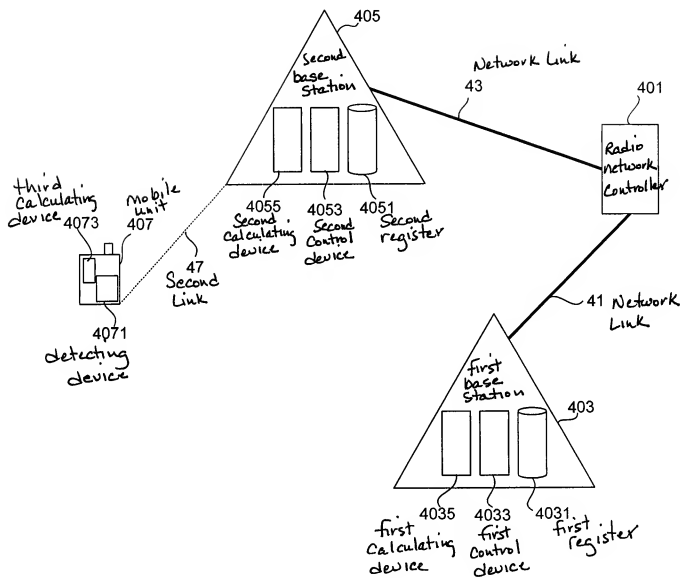 405
Second
base
station
Network Link
43
401
Radio
network
Controller
4055
4053
4051
Second
Calculating
device
Second
Control
device
Second
register
third
calculating
device
4073
mobile
unit
407
47
Second
Link
4071
detecting
device
41
Network
Link
first
base
station
403
4035
4033
4031
first
Calculating
device
first
Control
device
first
register